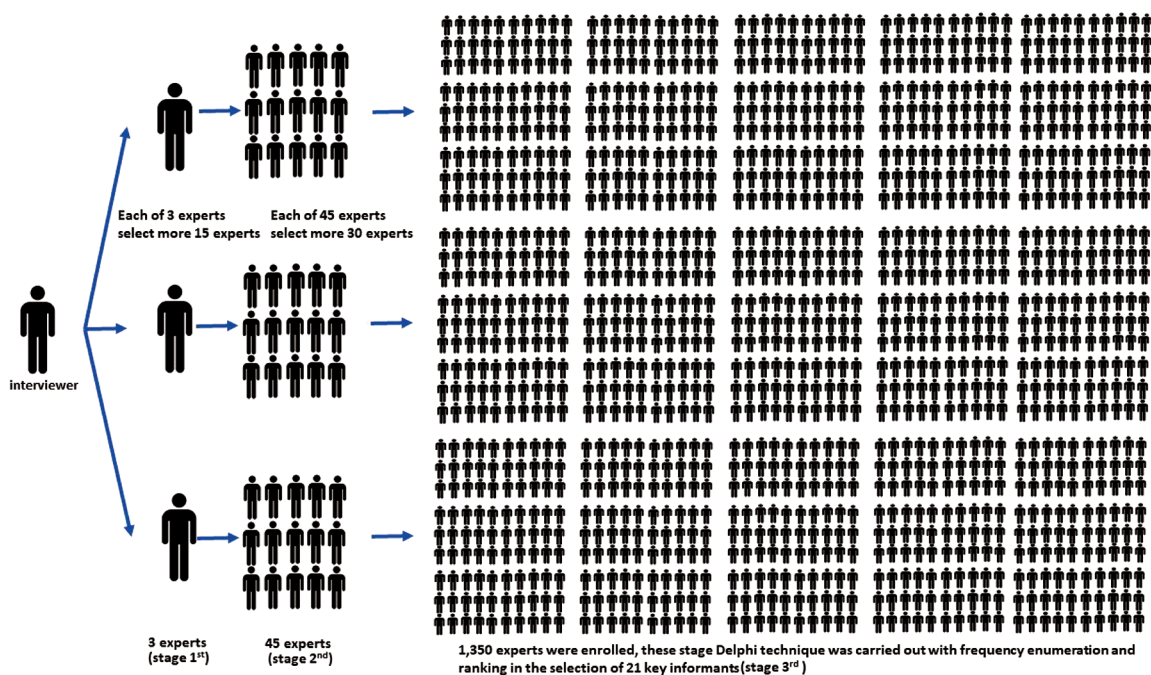 Each of 3 experts
select more 15 experts
Each of 45 experts
select more 30 experts
interviewer
3 experts
(stage 1st)
45 experts
(stage 2nd)
1,350 experts were enrolled, these stage Delphi technique was carried out with frequency enumeration and
ranking in the selection of 21 key informants(stage 3rd )